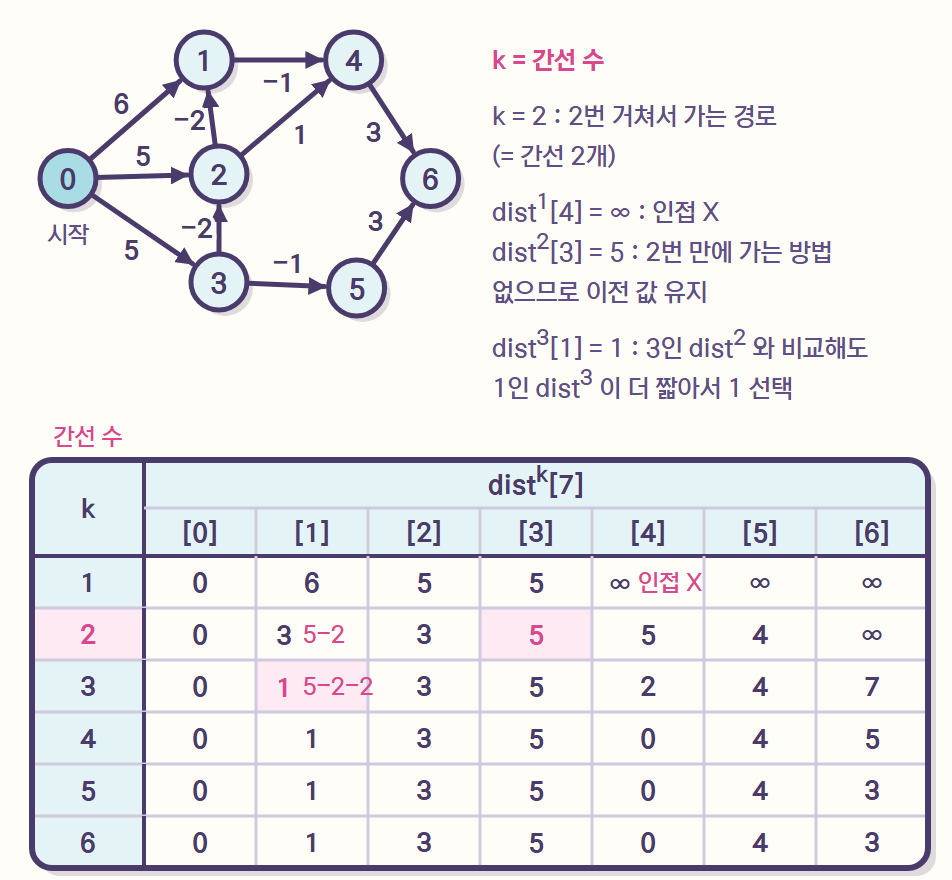 1
4
−1
6
−2
1
3
5
0
2
6
시작
−2
3
5
−1
3
5
k = 간선 수
k = 2 : 2번 거쳐서 가는 경로
(= 간선 2개)
dist¹[4] = ∞ : 인접 X
dist²[3] = 5 : 2번 만에 가는 방법
없으므로 이전 값 유지
dist³[1] = 1 : 3인 dist² 와 비교해도
1인 dist³ 이 더 짧아서 1 선택
간선 수
k dist^k[7]
[0] [1] [2] [3] [4] [5] [6]
1 0 6 5 5 ∞ 인접 X ∞ ∞
2 0 3 5−2 3 5 5 4 ∞
3 0 1 5−2−2 3 5 2 4 7
4 0 1 3 5 0 4 5
5 0 1 3 5 0 4 3
6 0 1 3 5 0 4 3